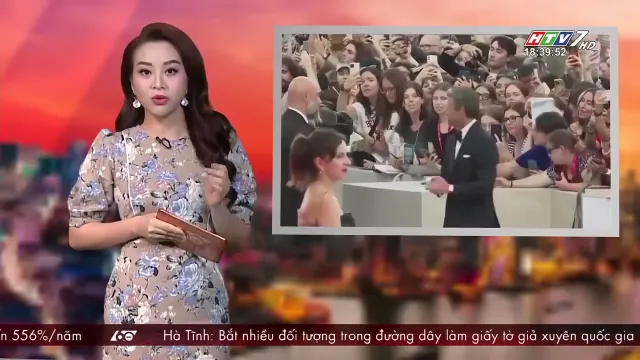 HTV7 HD
18:39:52
ến 556%/năm
Hà Tĩnh: Bắt nhiều đối tượng trong đường dây làm giấy tờ giả xuyên quốc gia